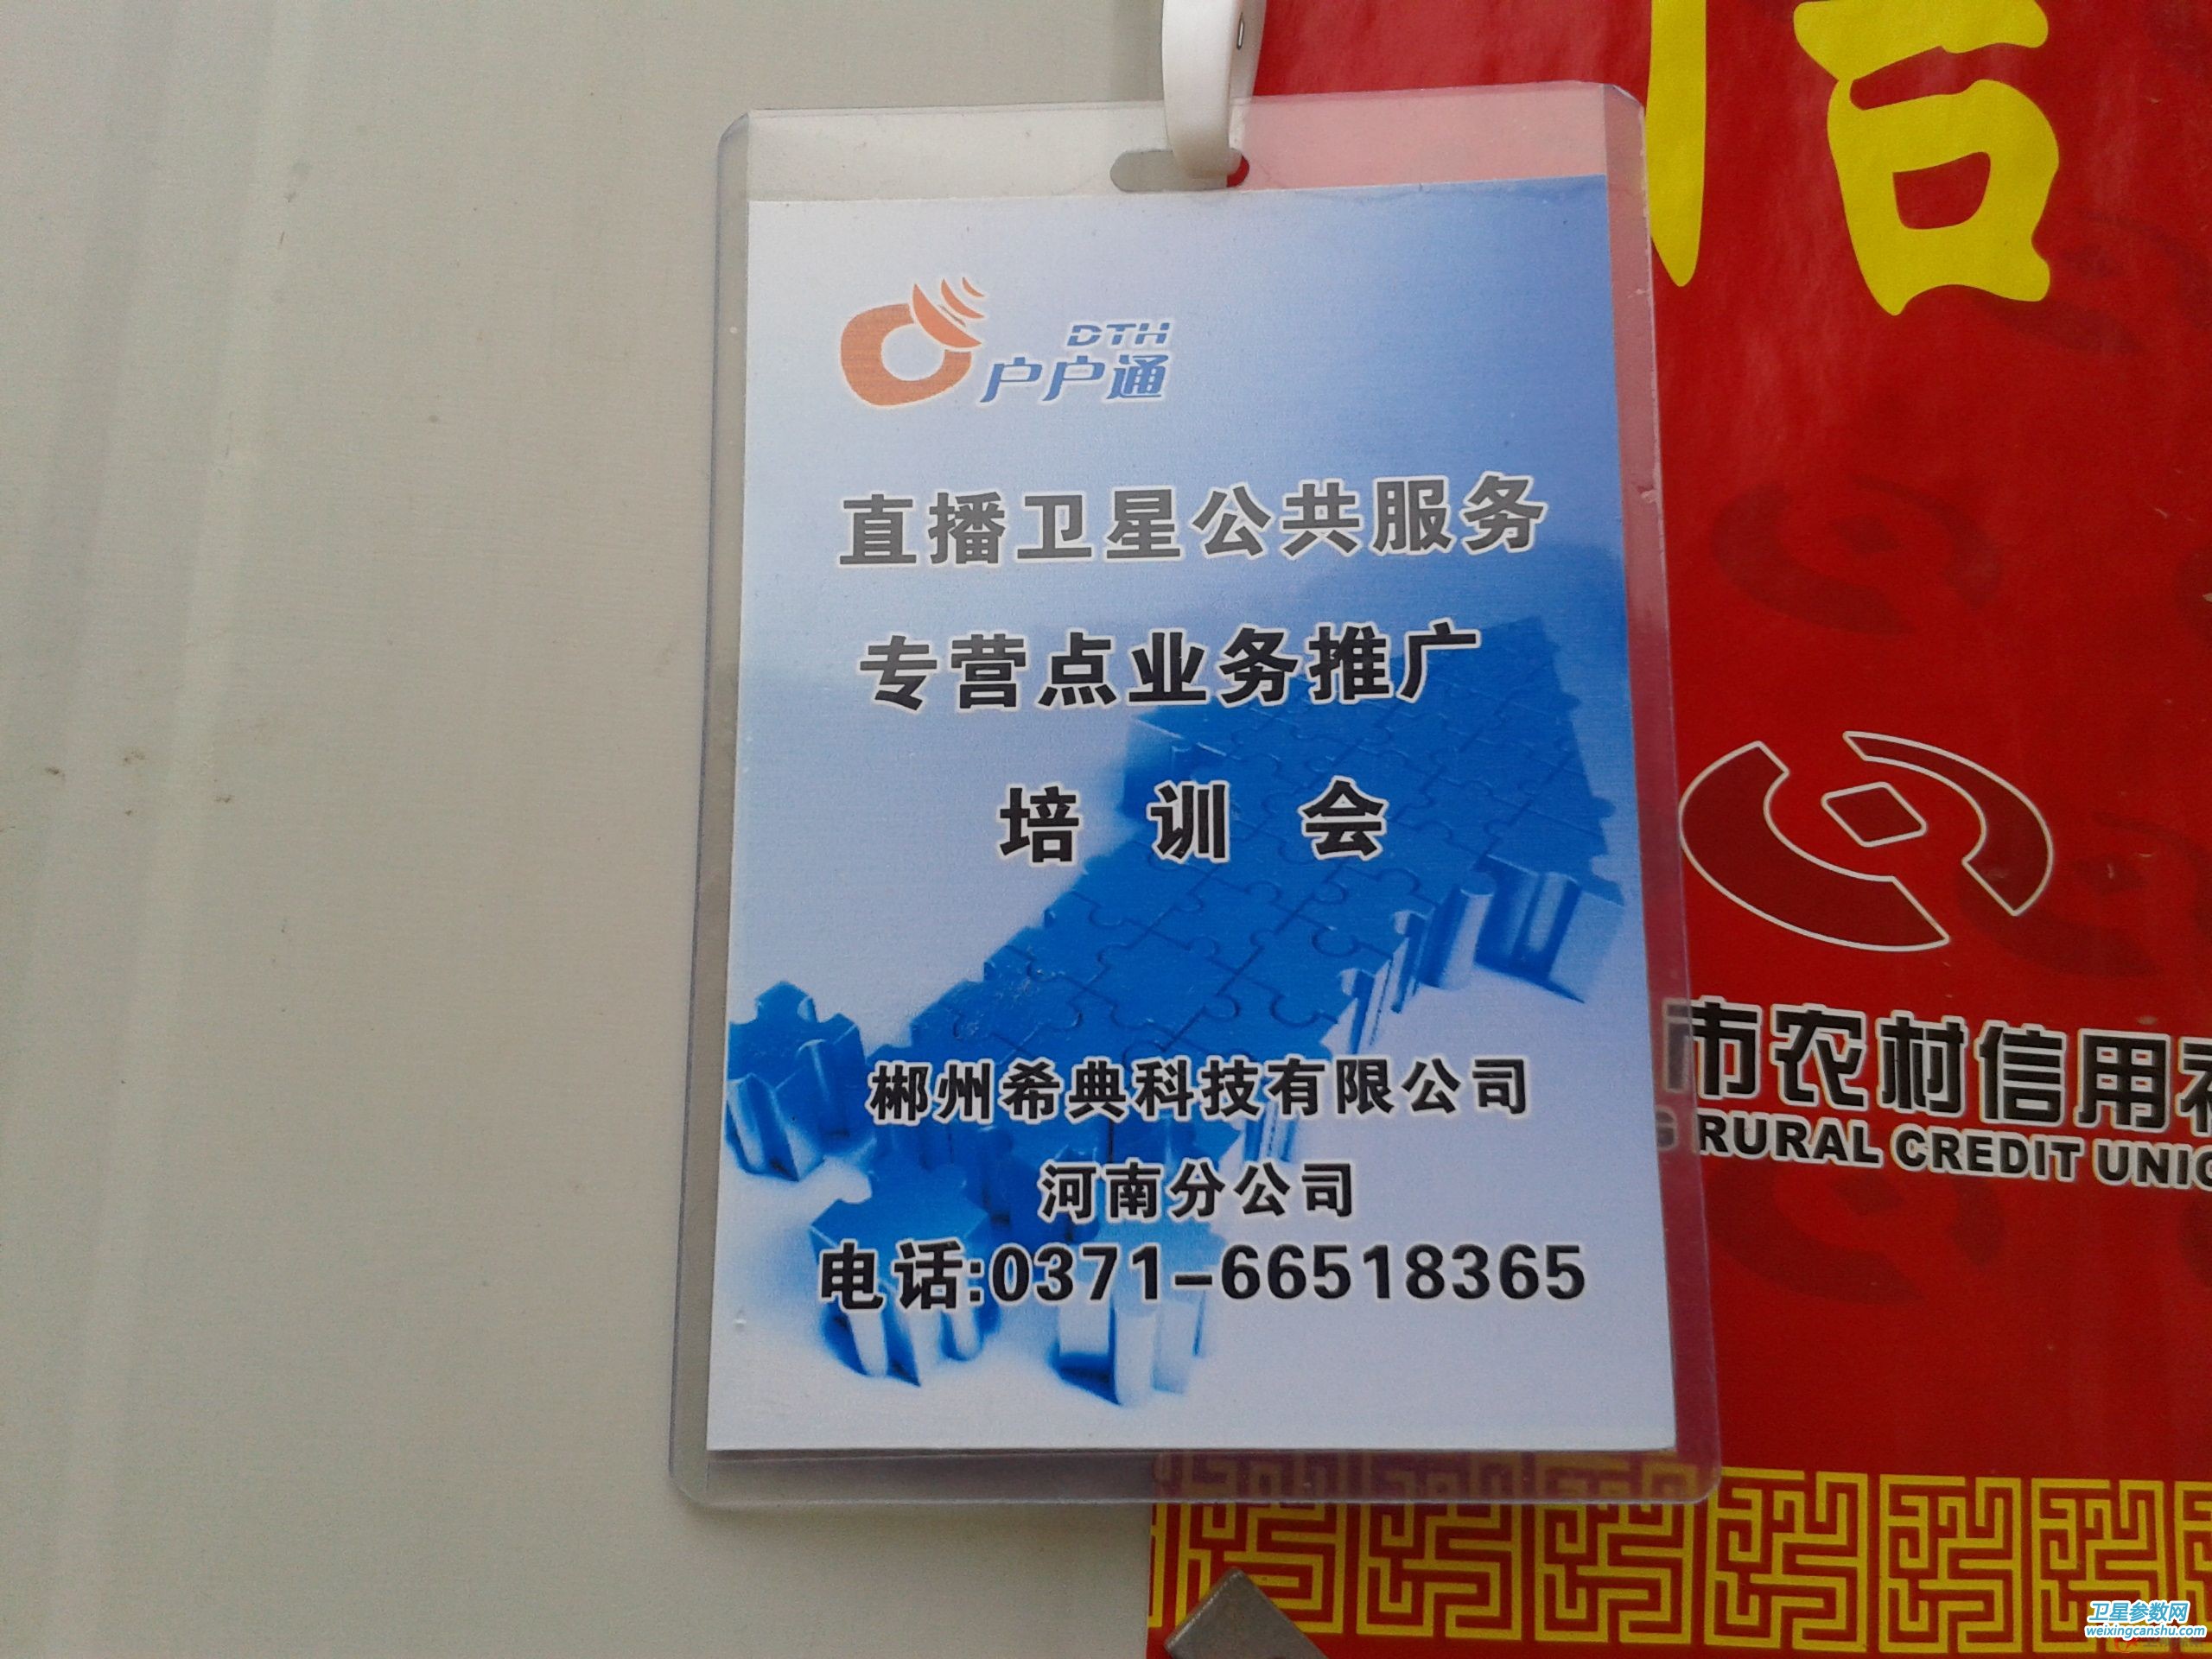 DTH
户户通
直播卫星公共服务
专营点业务推广
培 训 会
郴州希典科技有限公司
河南分公司
电话:0371-66518365
市农村信用
RURAL CREDIT
卫星参数网
weixingcanshu.com